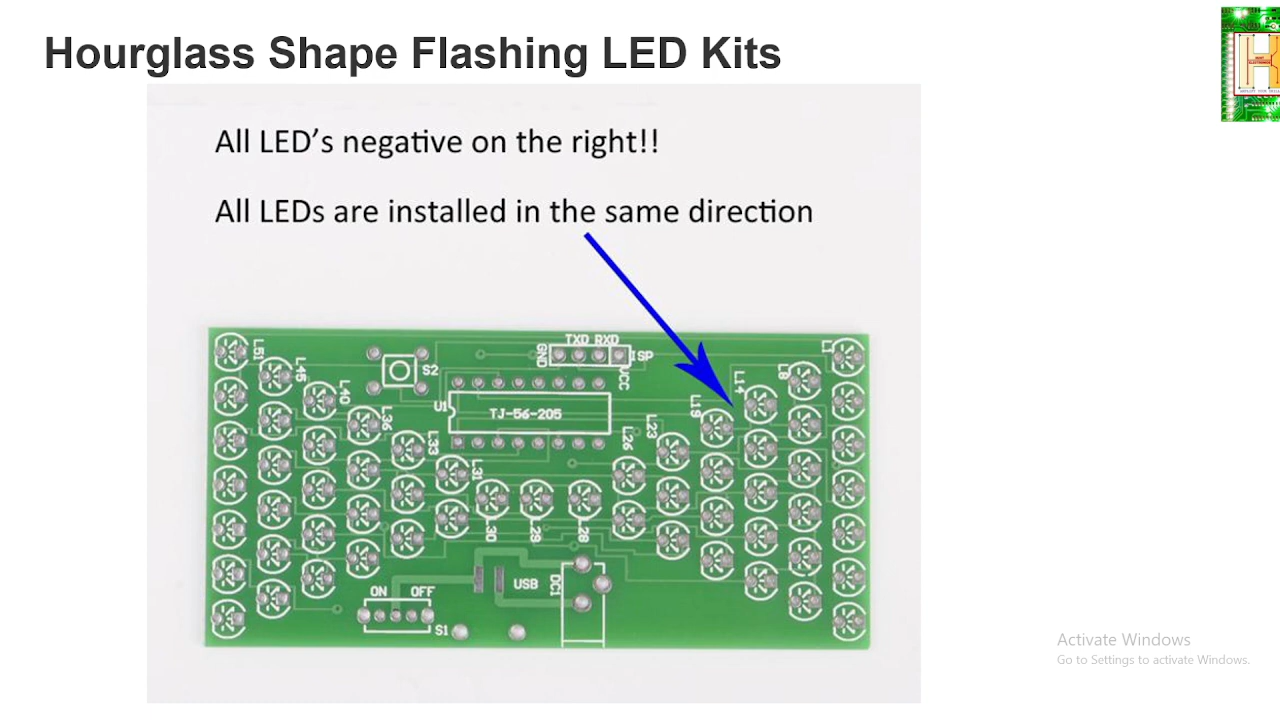 Hourglass Shape Flashing LED Kits
All LED’s negative on the right!!
All LEDs are installed in the same direction
TXD RXD
GND
ISP
VCC
S2
U1
TJ-56-205
L51
L45
L40
L36
L33
L31
L30
L29
L28
L26
L23
L19
L14
L8
L1
USB
DC1
ON OFF
S1
Activate Windows
Go to Settings to activate Windows.